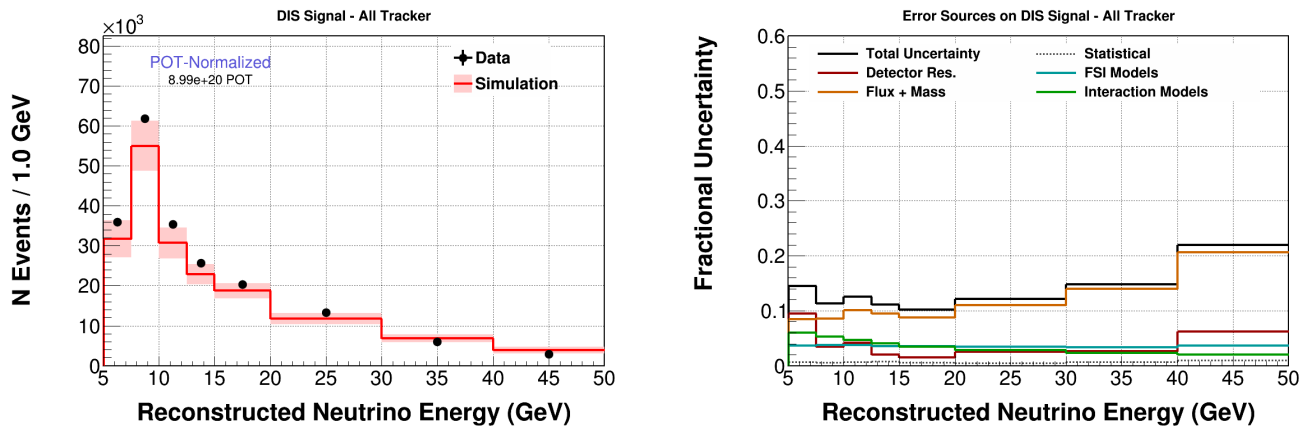 DIS Signal - All Tracker
×10³
POT-Normalized
8.99e+20 POT
Data
Simulation
80
70
60
50
40
30
20
10
0
N Events / 1.0 GeV
5 10 15 20 25 30 35 40 45 50
Reconstructed Neutrino Energy (GeV)
Error Sources on DIS Signal - All Tracker
Total Uncertainty
Detector Res.
Flux + Mass
Statistical
FSI Models
Interaction Models
0.6
0.5
0.4
0.3
0.2
0.1
0
Fractional Uncertainty
5 10 15 20 25 30 35 40 45 50
Reconstructed Neutrino Energy (GeV)